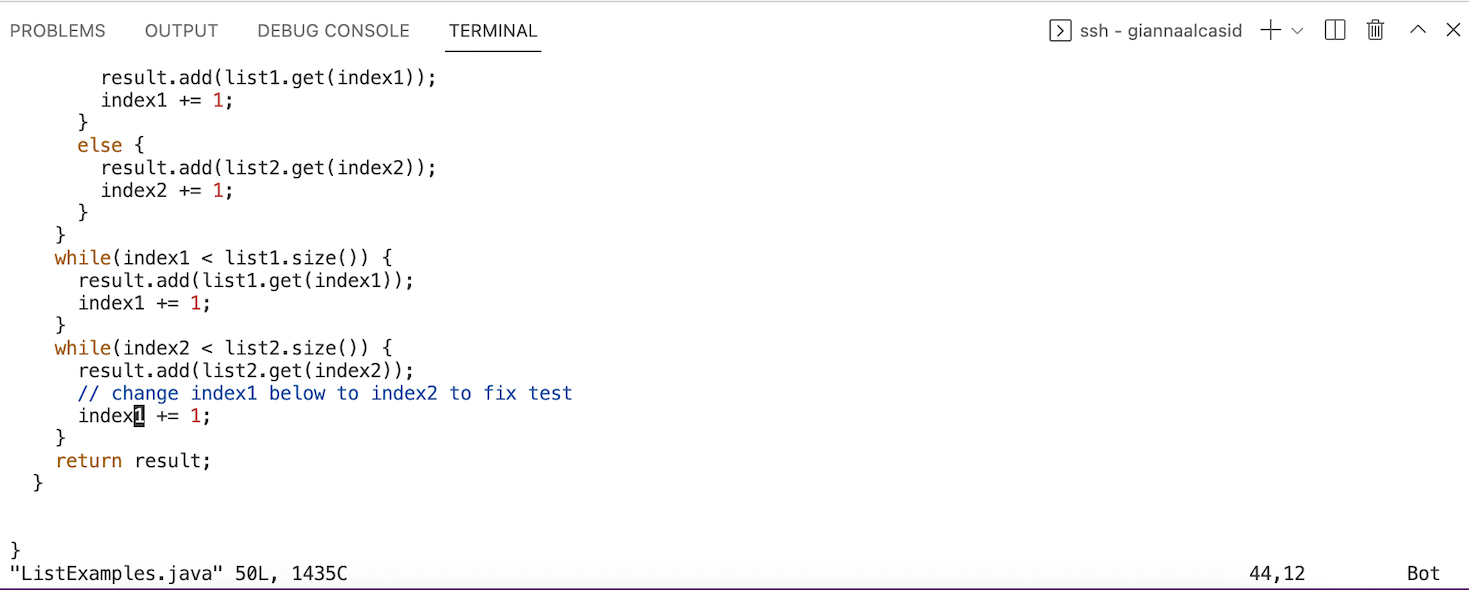 PROBLEMS OUTPUT DEBUG CONSOLE TERMINAL ssh - giannaalcasid
result.add(list1.get(index1));
index1 += 1;
}
else {
result.add(list2.get(index2));
index2 += 1;
}
}
while(index1 < list1.size()) {
result.add(list1.get(index1));
index1 += 1;
}
while(index2 < list2.size()) {
result.add(list2.get(index2));
// change index1 below to index2 to fix test
index1 += 1;
}
return result;
}
}
"ListExamples.java" 50L, 1435C 44,12 Bot